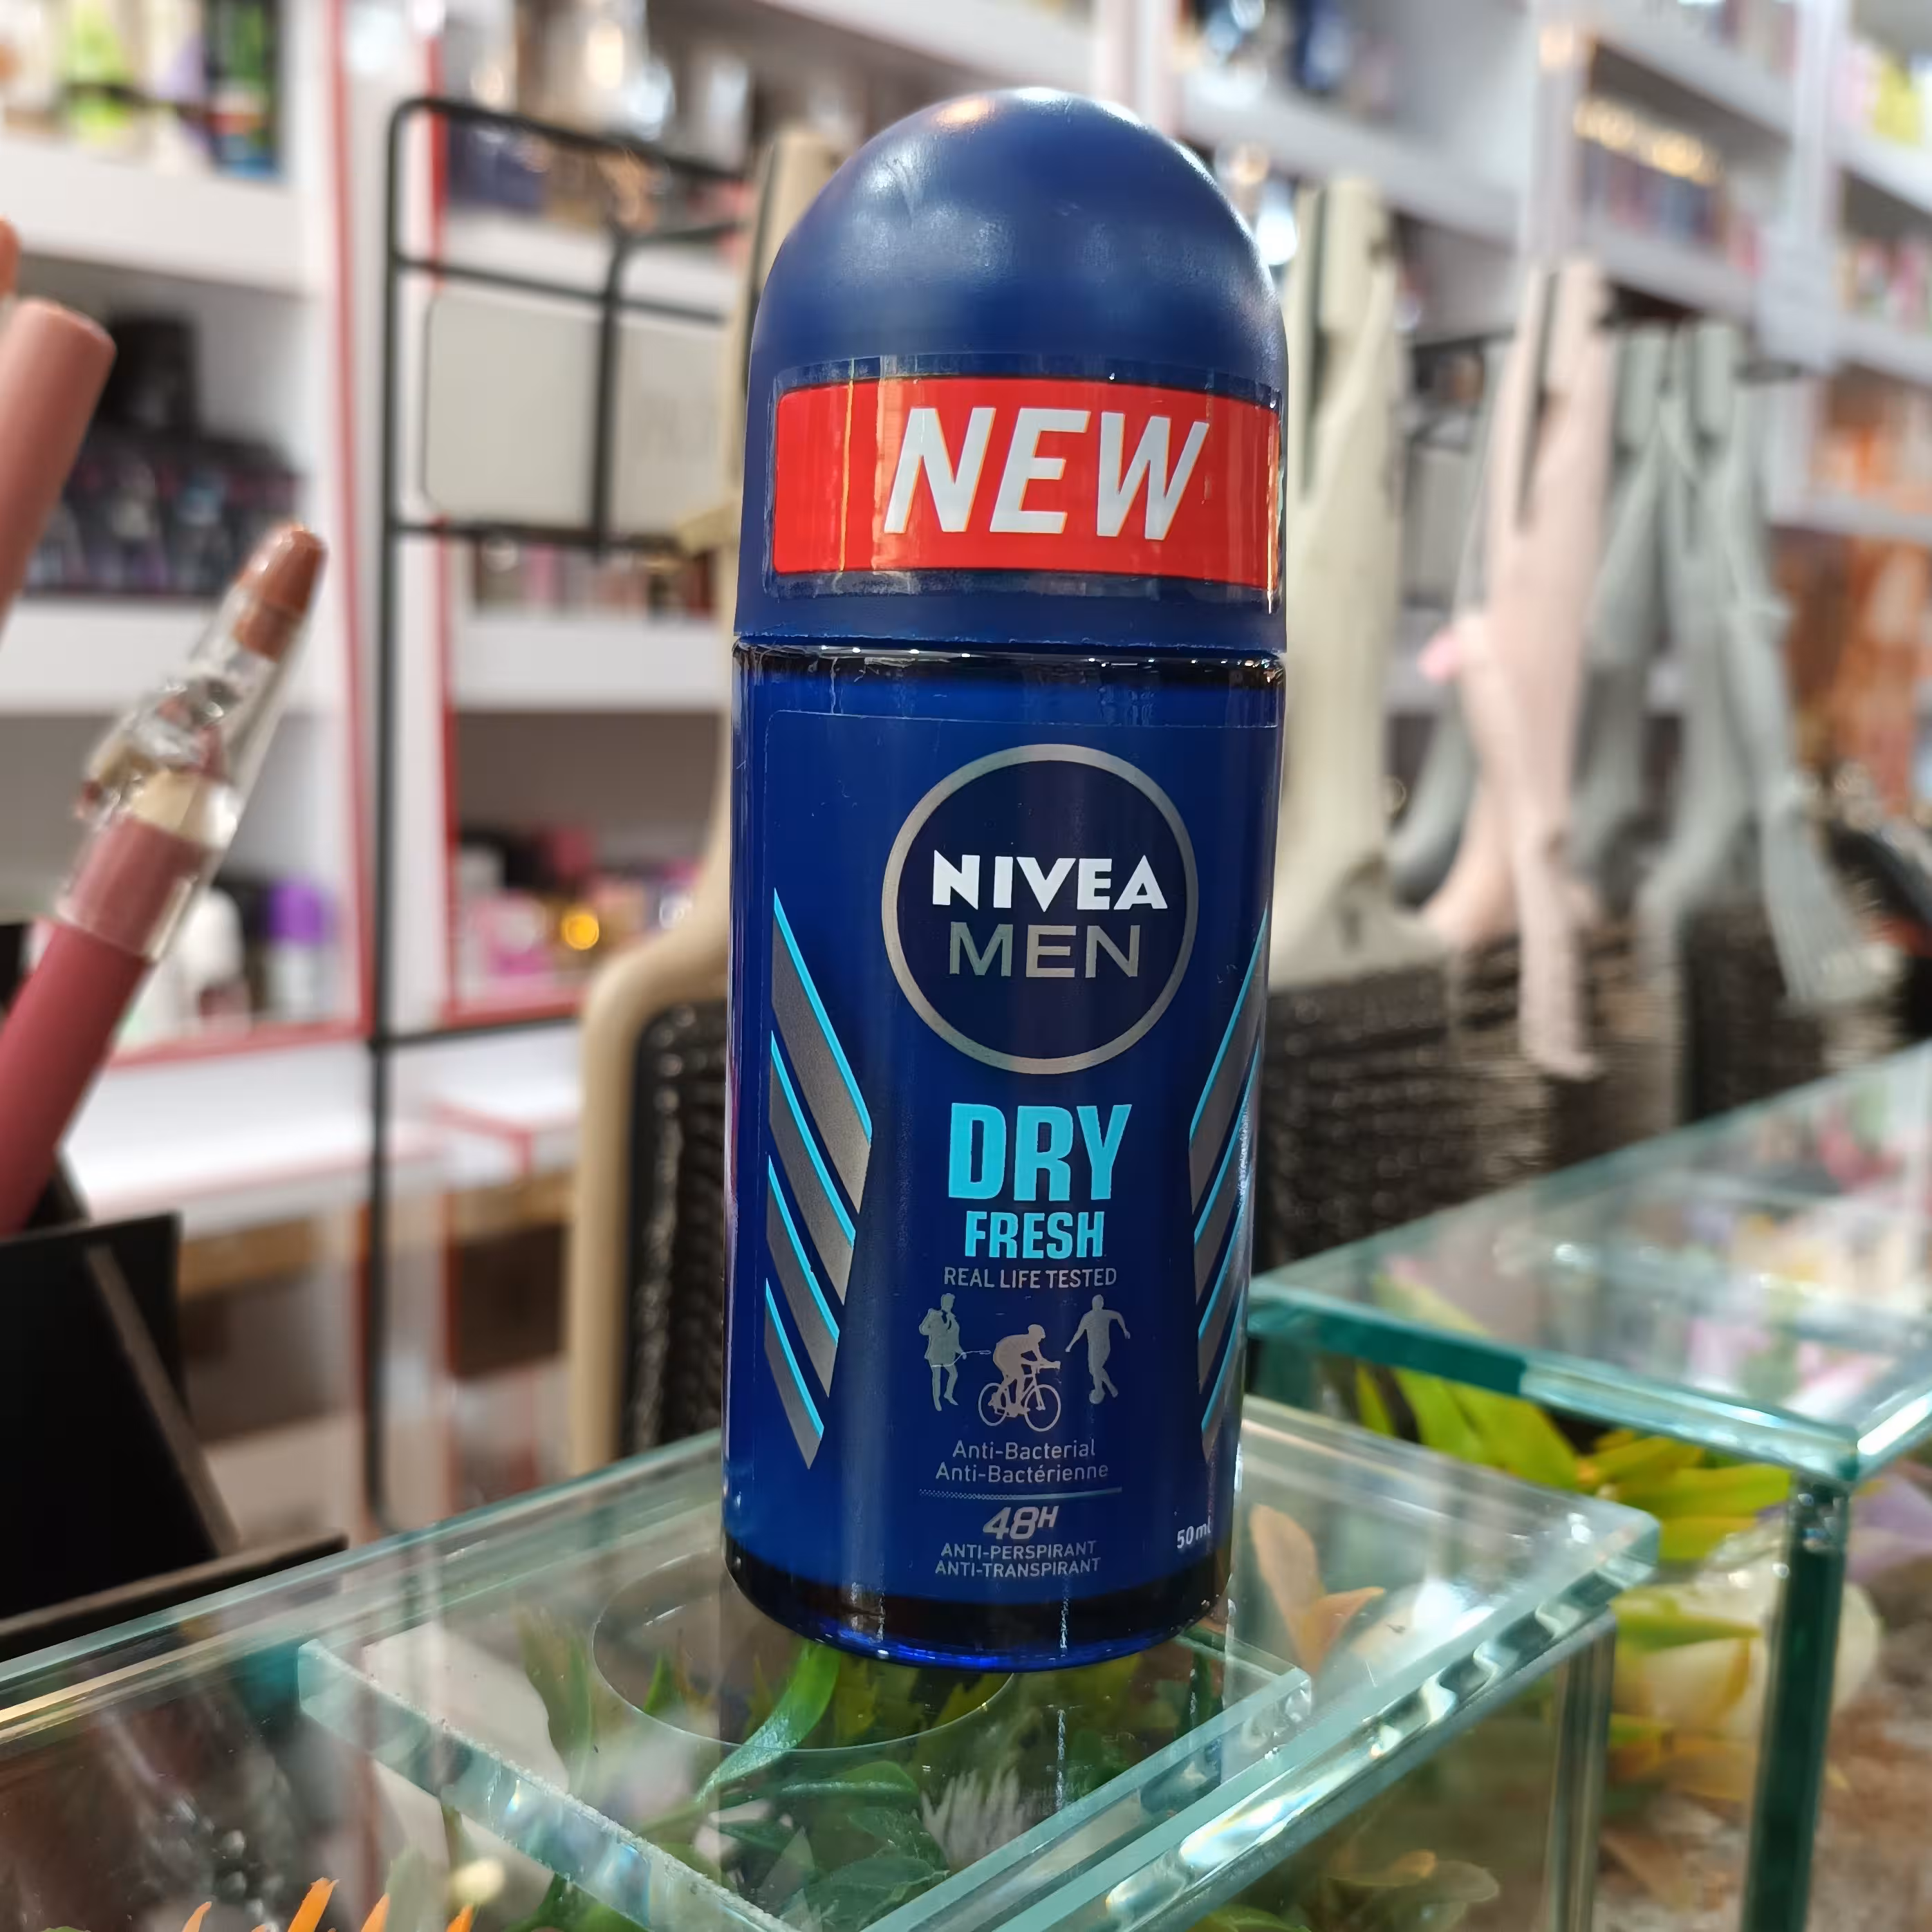 NEW
NIVEA
MEN
DRY
FRESH
REAL LIFE TESTED
Anti-Bacterial
Anti-Bactérienne
48H
ANTI-PERSPIRANT
ANTI-TRANSPIRANT
50ml